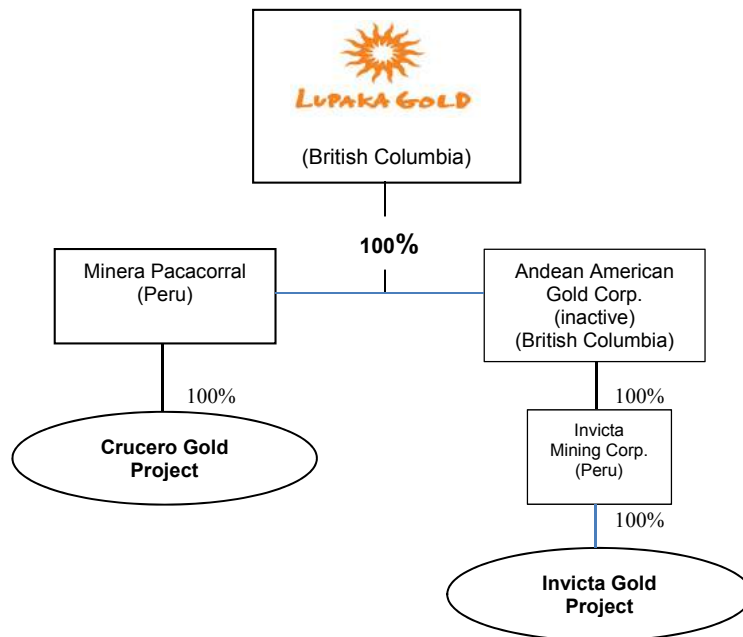 LUPAKA GOLD
(British Columbia)
100%
Minera Pacacorral
(Peru)
Andean American
Gold Corp.
(inactive)
(British Columbia)
100%
100%
Crucero Gold
Project
Invicta
Mining Corp.
(Peru)
100%
Invicta Gold
Project